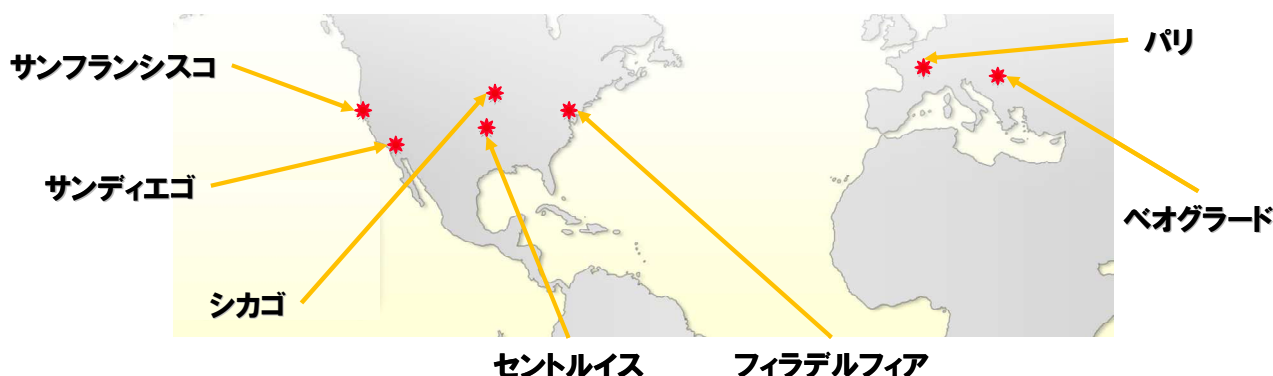 パリ
サンフランシスコ
サンディエゴ
ベオグラード
シカゴ
セントルイス
フィラデルフィア